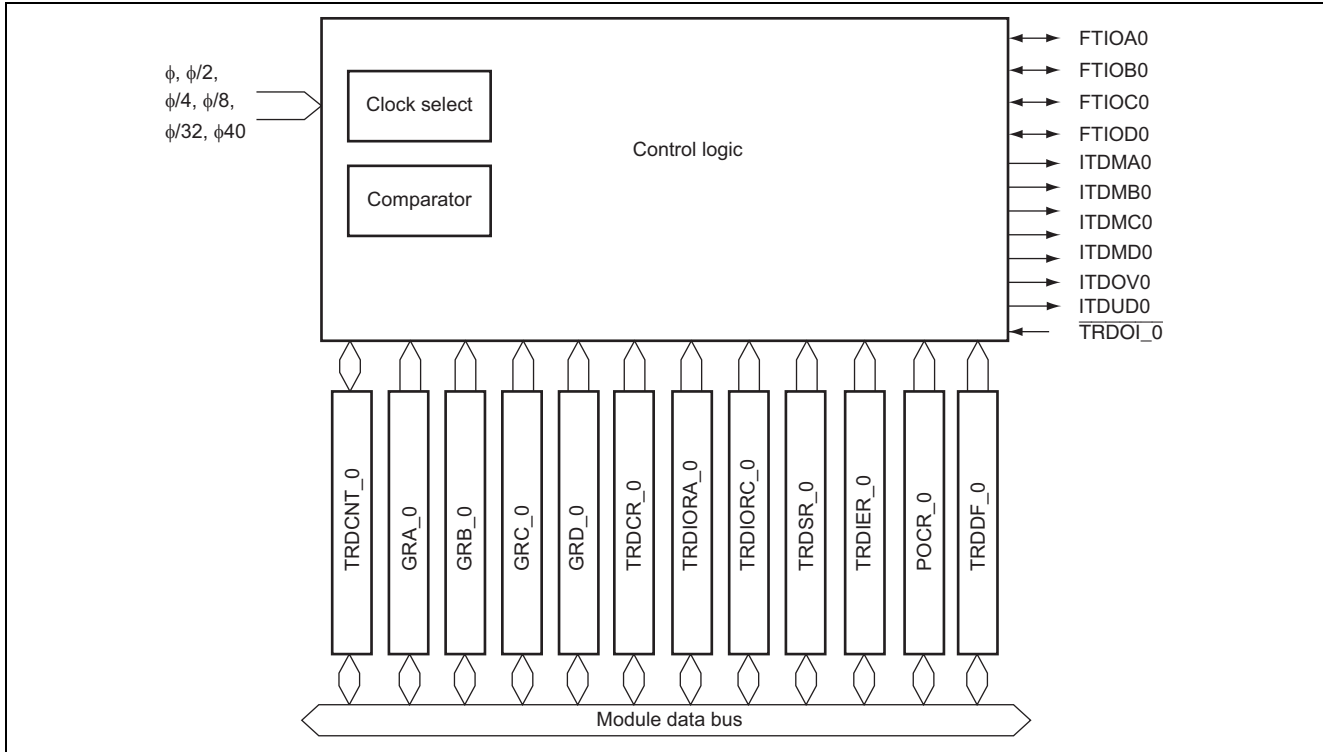 ϕ, ϕ/2,
ϕ/4, ϕ/8,
ϕ/32, ϕ40
Clock select
Comparator
Control logic
FTIOA0
FTIOB0
FTIOC0
FTIOD0
ITDMA0
ITDMB0
ITDMC0
ITDMD0
ITDOV0
ITDUD0
TRDOI_0
TRDCNT_0
GRA_0
GRB_0
GRC_0
GRD_0
TRDCR_0
TRDIORA_0
TRDIORC_0
TRDSR_0
TRDIER_0
POCR_0
TRDDF_0
Module data bus